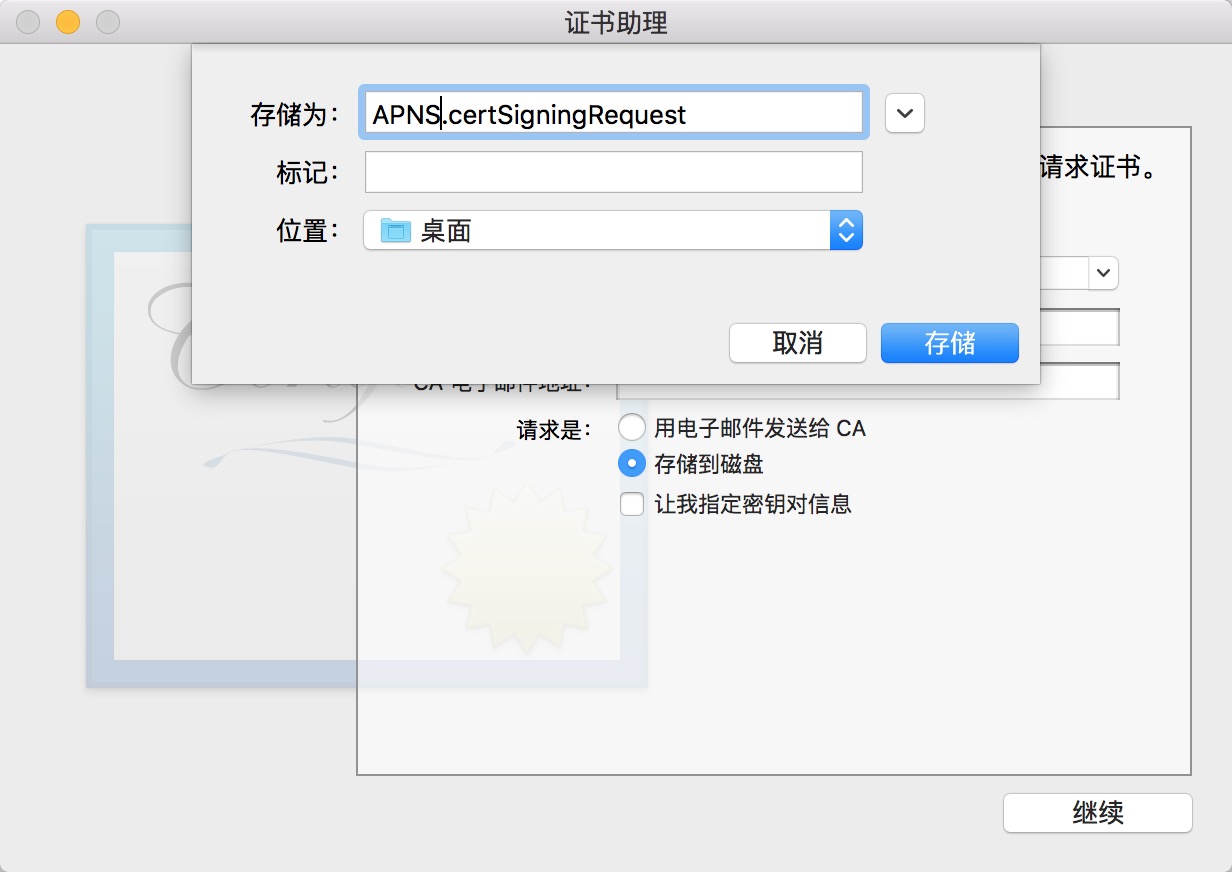 证书助理
存储为：
APNS.certSigningRequest
标记：
请求证书。
位置：
桌面
取消
存储
CA 电子邮件地址：
请求是：
用电子邮件发送给 CA
存储到磁盘
让我指定密钥对信息
继续